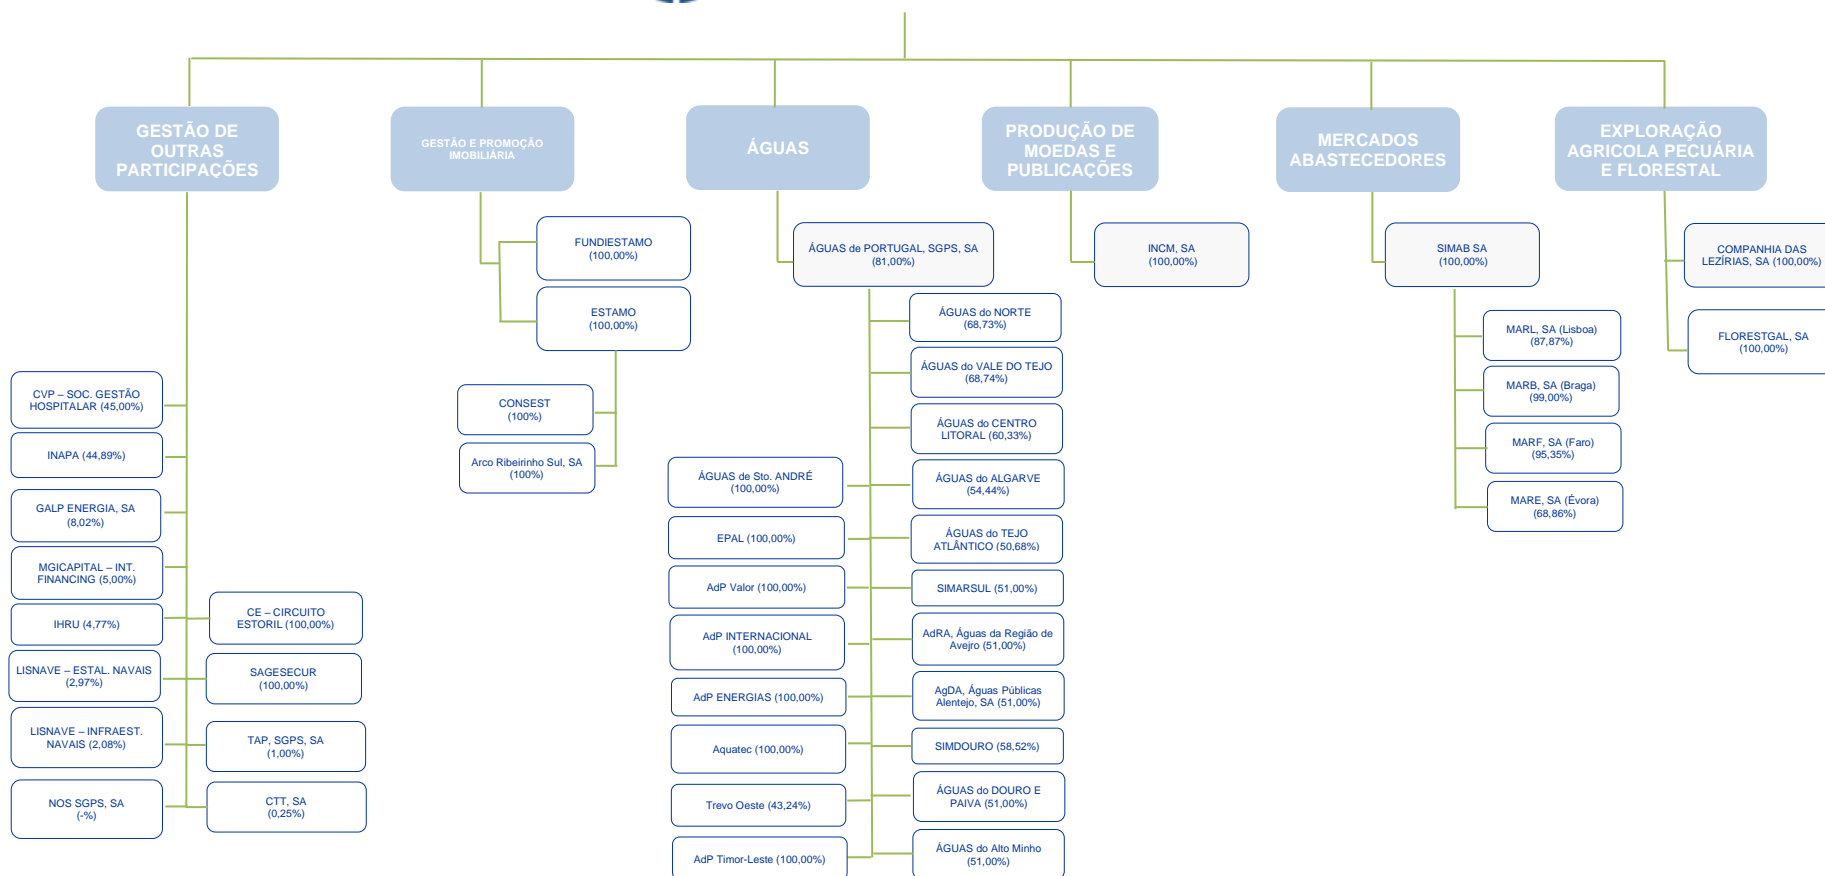 GESTÃO DE
OUTRAS
PARTICIPAÇÕES
GESTÃO E PROMOÇÃO
IMOBILIÁRIA
ÁGUAS
PRODUÇÃO DE
MOEDAS E
PUBLICAÇÕES
MERCADOS
ABASTECEDORES
EXPLORAÇÃO
AGRICOLA PECUÁRIA
E FLORESTAL
CVP – SOC. GESTÃO
HOSPITALAR (45,00%)
INAPA (44,89%)
GALP ENERGIA, SA
(8,02%)
MGICAPITAL – INT.
FINANCING (5,00%)
IHRU (4,77%)
LISNAVE – ESTAL. NAVAIS
(2,97%)
LISNAVE – INFRAEST.
NAVAIS (2,08%)
NOS SGPS, SA
(-%)
CE – CIRCUITO
ESTORIL (100,00%)
SAGESECUR
(100,00%)
TAP, SGPS, SA
(1,00%)
CTT, SA
(0,25%)
FUNDIESTAMO
(100,00%)
ESTAMO
(100,00%)
CONSEST
(100%)
Arco Ribeirinho Sul, SA
(100%)
ÁGUAS de PORTUGAL, SGPS, SA
(81,00%)
ÁGUAS de Sto. ANDRÉ
(100,00%)
EPAL (100,00%)
AdP Valor (100,00%)
AdP INTERNACIONAL
(100,00%)
AdP ENERGIAS (100,00%)
Aquatec (100,00%)
Trevo Oeste (43,24%)
AdP Timor-Leste (100,00%)
ÁGUAS do NORTE
(68,73%)
ÁGUAS do VALE DO TEJO
(68,74%)
ÁGUAS do CENTRO
LITORAL (60,33%)
ÁGUAS do ALGARVE
(54,44%)
ÁGUAS do TEJO
ATLÂNTICO (50,68%)
SIMARSUL (51,00%)
AdRA, Águas da Região de
Avejro (51,00%)
AgDA, Águas Públicas
Alentejo, SA (51,00%)
SIMDOURO (58,52%)
ÁGUAS do DOURO E
PAIVA (51,00%)
ÁGUAS do Alto Minho
(51,00%)
INCM, SA
(100,00%)
SIMAB SA
(100,00%)
MARL, SA (Lisboa)
(87,87%)
MARB, SA (Braga)
(99,00%)
MARF, SA (Faro)
(95,35%)
MARE, SA (Évora)
(68,86%)
COMPANHIA DAS
LEZÍRIAS, SA (100,00%)
FLORESTGAL, SA
(100,00%)